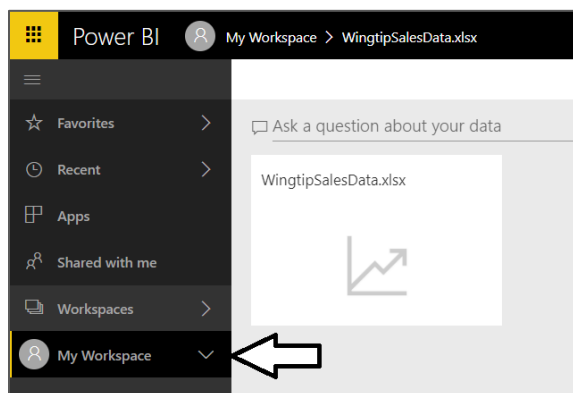 Power BI
My Workspace > WingtipSalesData.xlsx
Favorites
Recent
Apps
Shared with me
Workspaces
My Workspace
Ask a question about your data
WingtipSalesData.xlsx